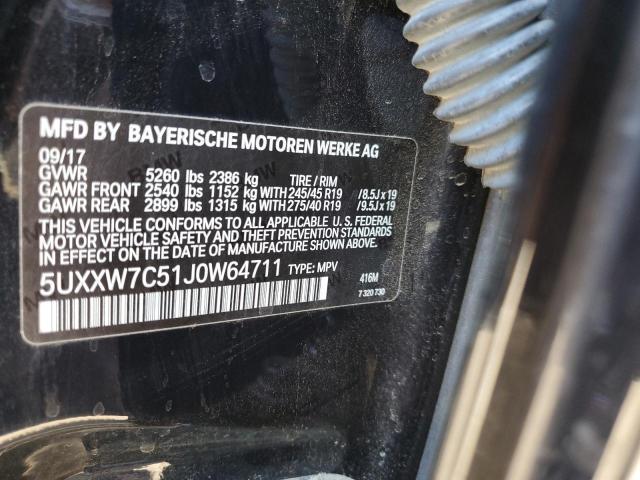 MFD BY BAYERISCHE MOTOREN WERKE AG
09/17
GVWR 5260 lbs 2386 kg TIRE / RIM
GAWR FRONT 2540 lbs 1152 kg WITH 245/45 R19 /8.5J x 19
GAWR REAR 2899 lbs 1315 kg WITH 275/40 R19 /9.5J x 19
THIS VEHICLE CONFORMS TO ALL APPLICABLE U. S. FEDERAL
MOTOR VEHICLE SAFETY AND THEFT PREVENTION STANDARDS
IN EFFECT ON THE DATE OF MANUFACTURE SHOWN ABOVE.
5UXXW7C51J0W64711 TYPE: MPV 416M
7 320 730